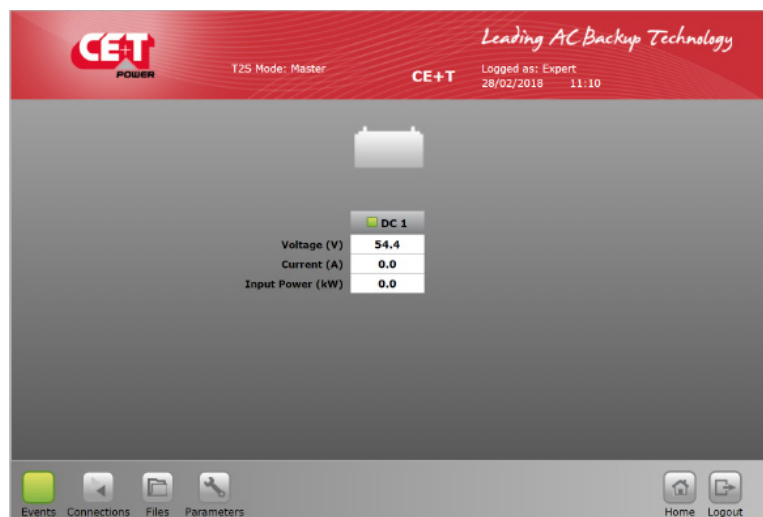 CE+T
POWER
Leading AC Backup Technology
T2S Mode: Master
CE+T
Logged as: Expert
28/02/2018 11:10
DC 1
Voltage (V) 54.4
Current (A) 0.0
Input Power (kW) 0.0
Events Connections Files Parameters Home Logout